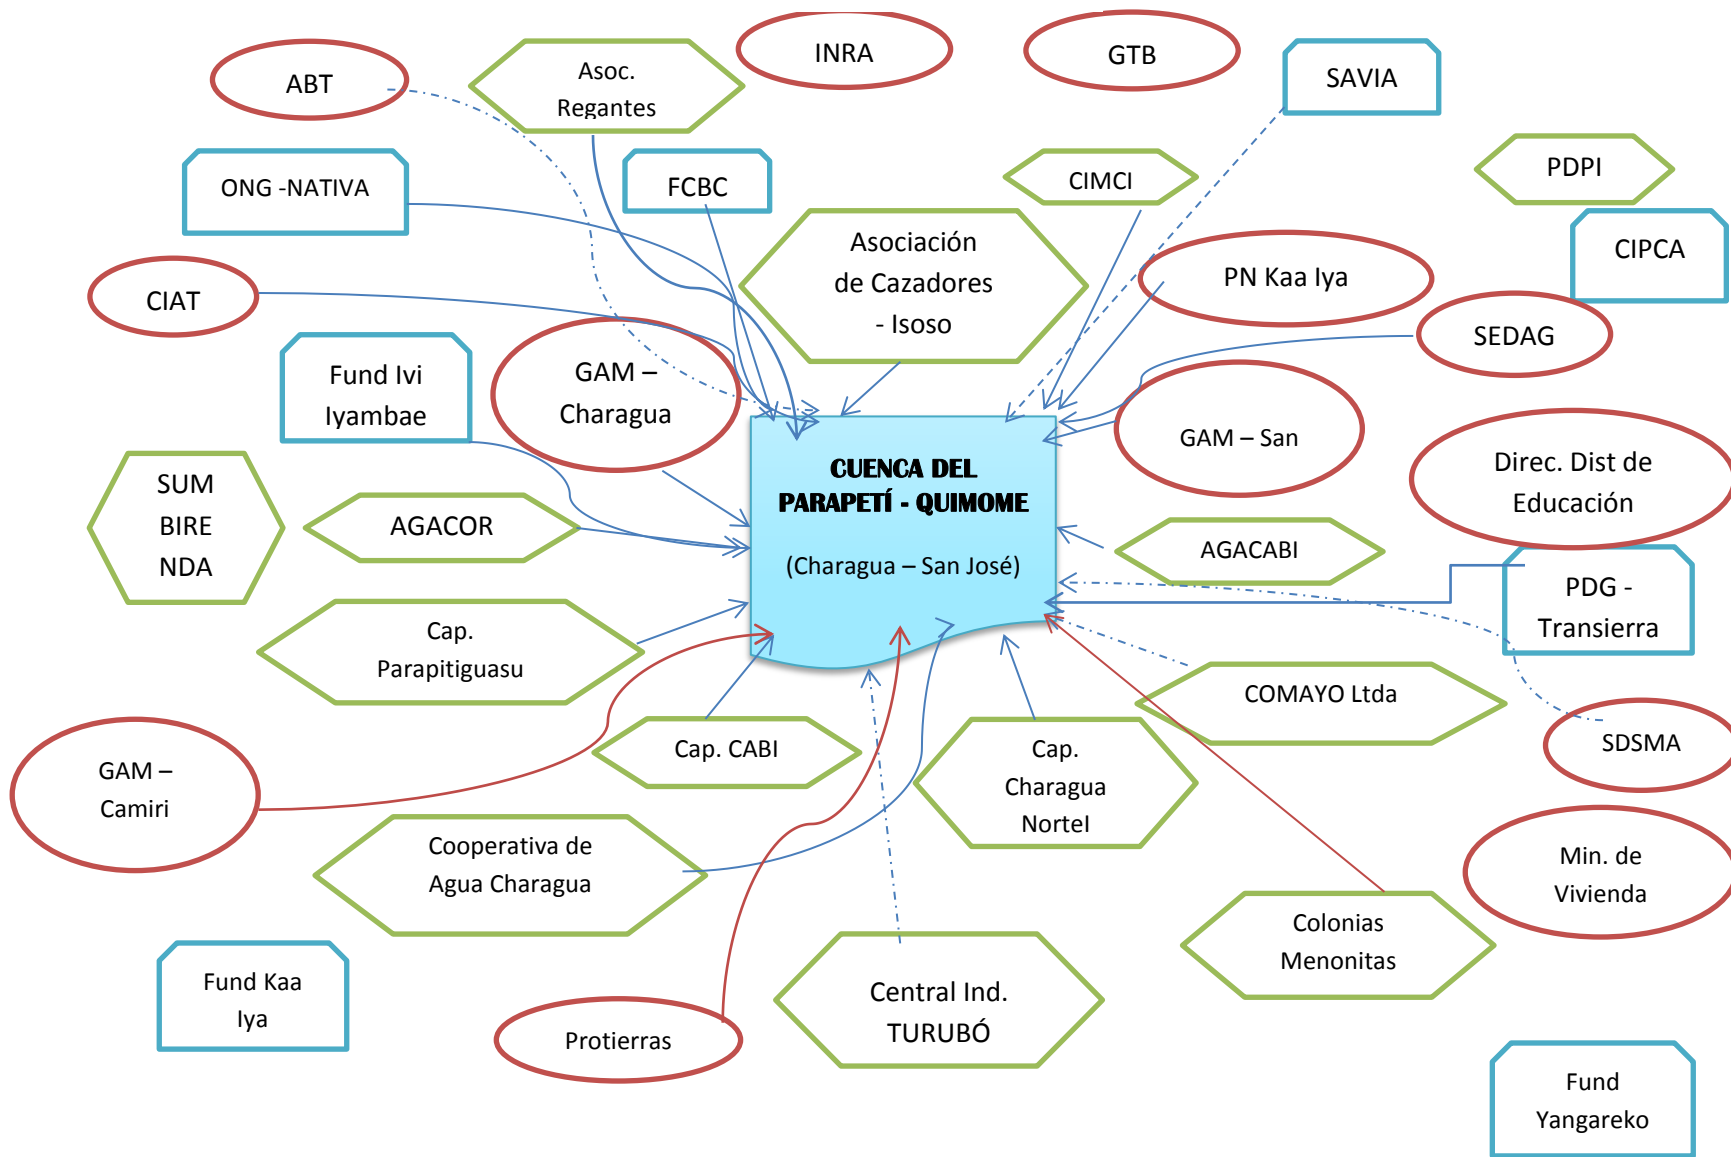 INRA
GTB
ABT
Asoc.
Regantes
SAVIA
ONG -NATIVA
FCBC
CIMCI
PDPI
Asociación
de Cazadores
- Isoso
CIPCA
CIAT
PN Kaa Iya
SEDAG
Fund Ivi
Iyambae
GAM –
Charagua
GAM – San
CUENCA DEL
PARAPETÍ - QUIMOME
(Charagua – San José)
Direc. Dist de
Educación
SUM
BIRE
NDA
AGACOR
AGACABI
PDG -
Transierra
Cap.
Parapitiguasu
COMAYO Ltda
SDSMA
GAM –
Camiri
Cap. CABI
Cap.
Charagua
Nortel
Cooperativa de
Agua Charagua
Min. de
Vivienda
Colonias
Menonitas
Fund Kaa
Iya
Central Ind.
TURUBÓ
Protierras
Fund
Yangareko